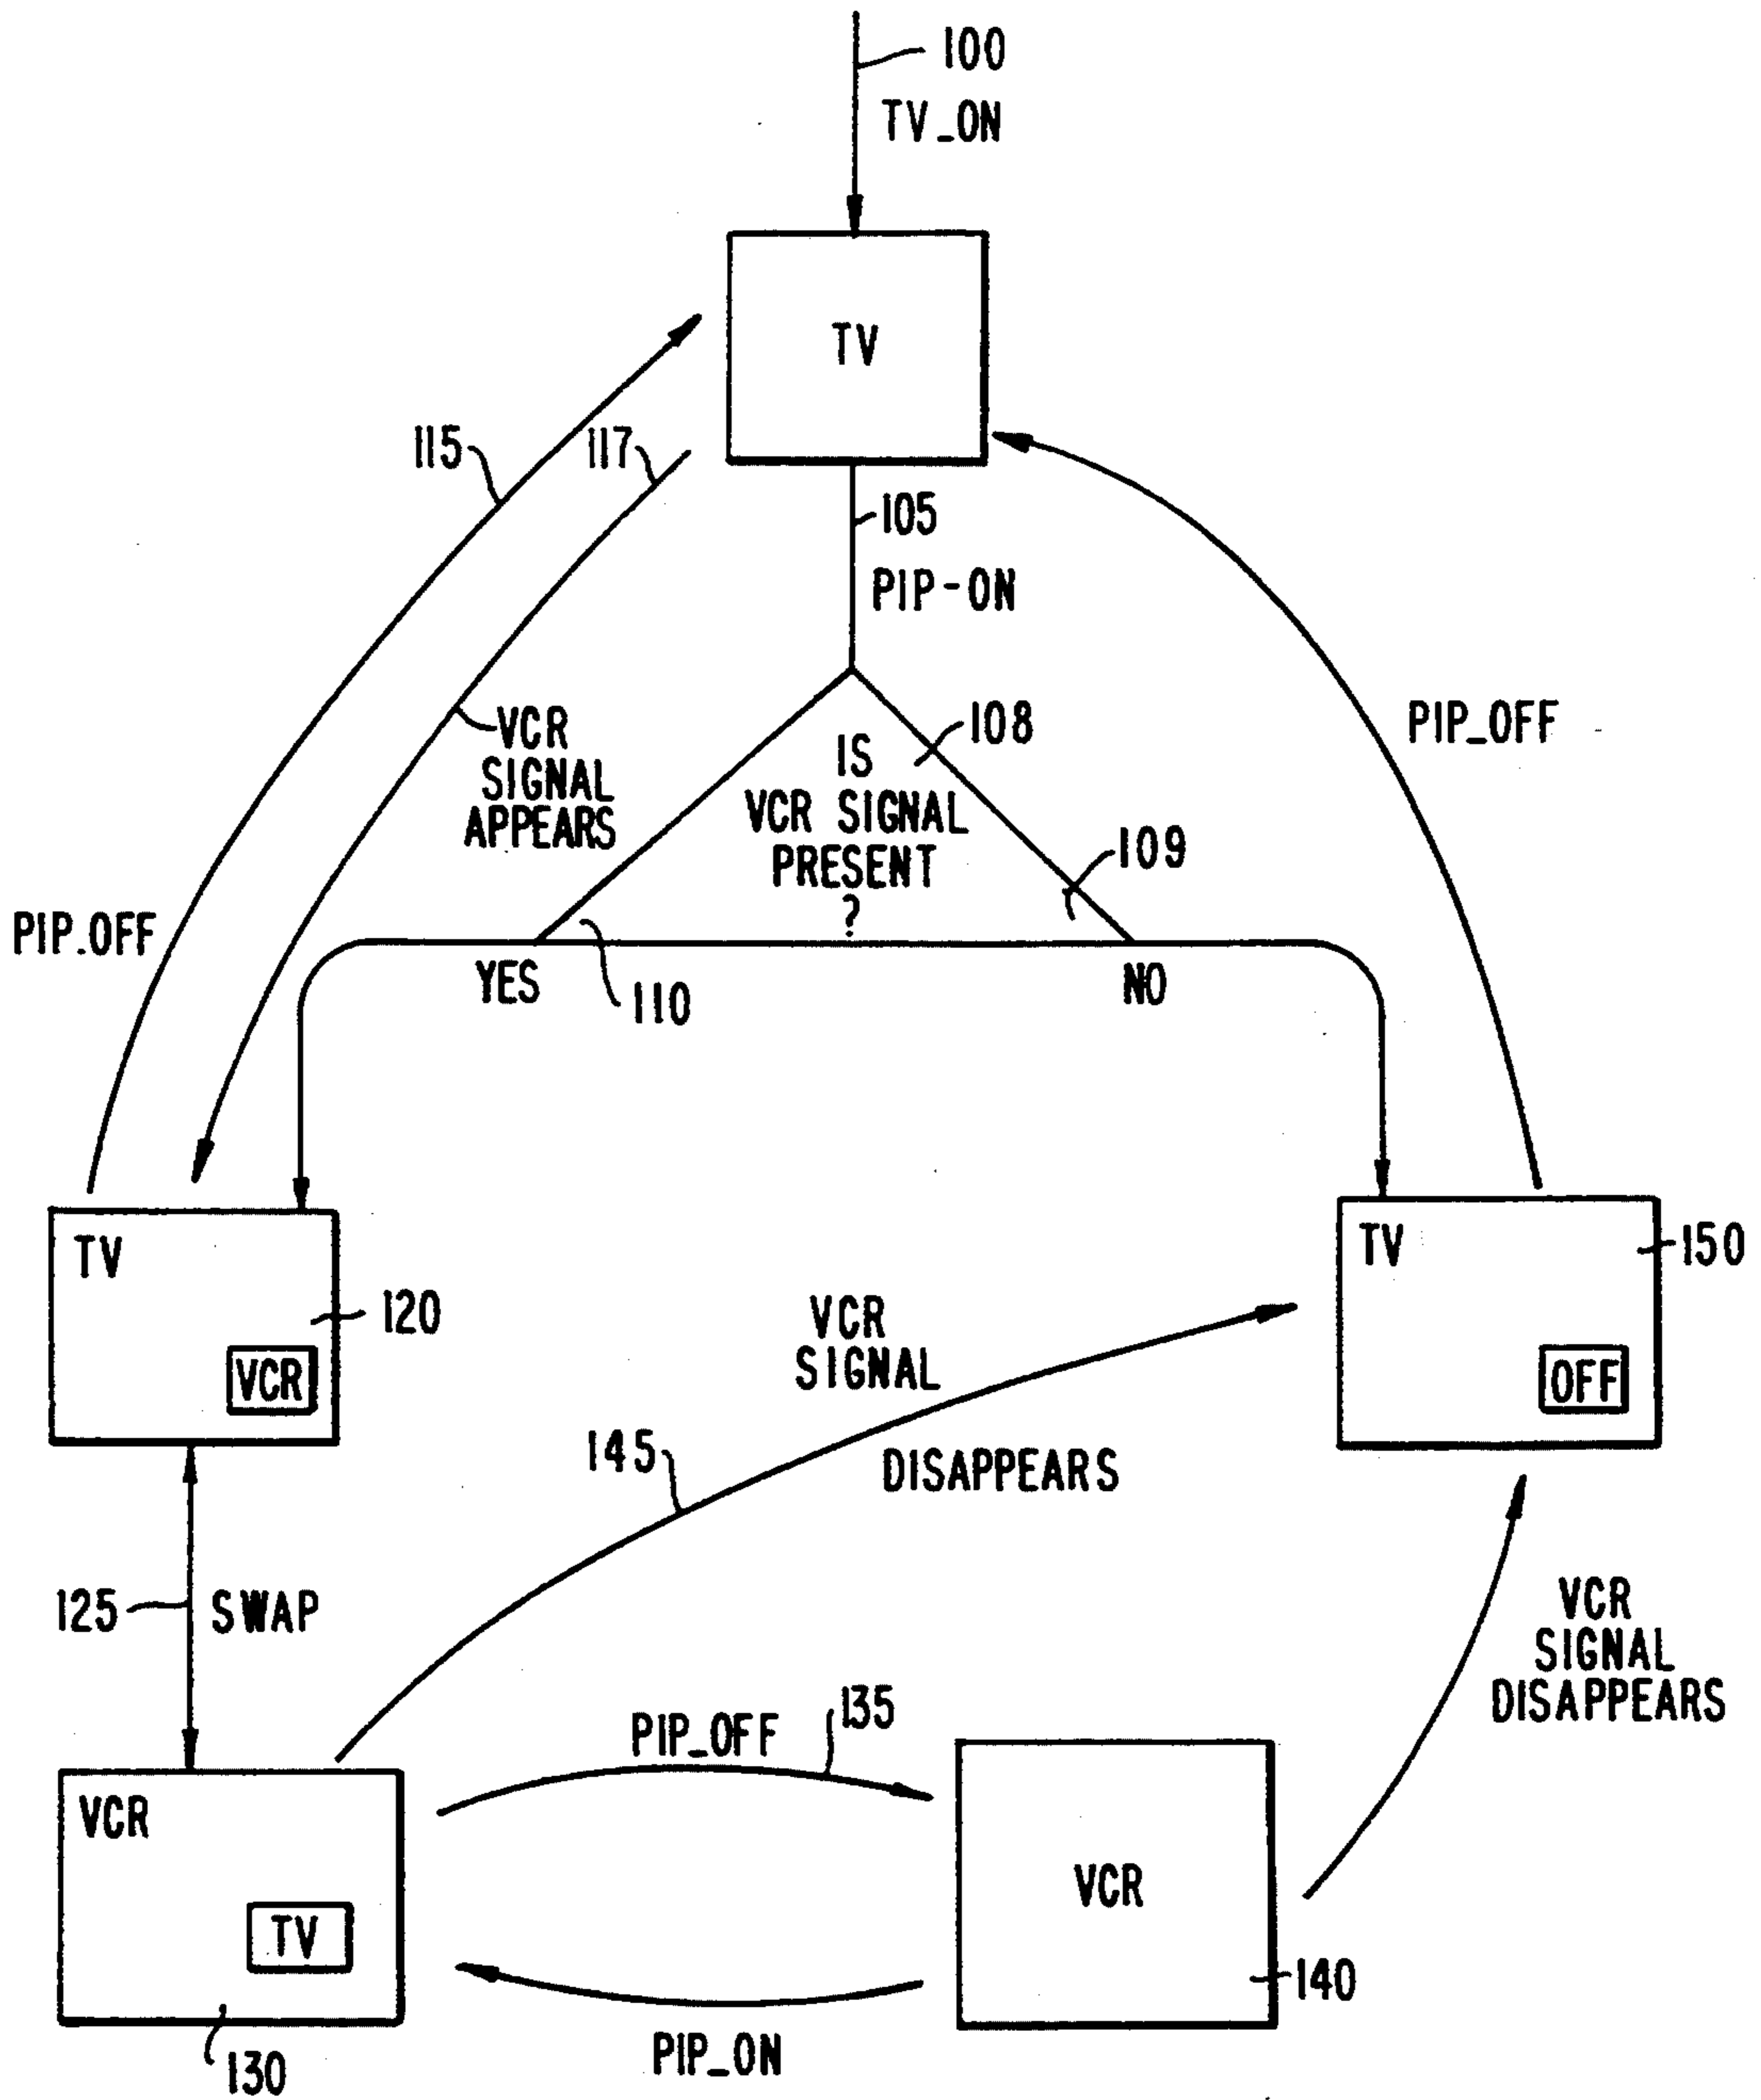 100
TV_ON
TV
115
117
105
PIP-ON
VCR
SIGNAL
APPEARS
IS
VCR SIGNAL
PRESENT
?
108
109
PIP_OFF
PIP.OFF
YES
110
NO
TV
120
VCR
TV
150
OFF
VCR
SIGNAL
DISAPPEARS
145
125
SWAP
VCR
SIGNAL
DISAPPEARS
PIP_OFF
135
VCR
TV
130
VCR
140
PIP_ON